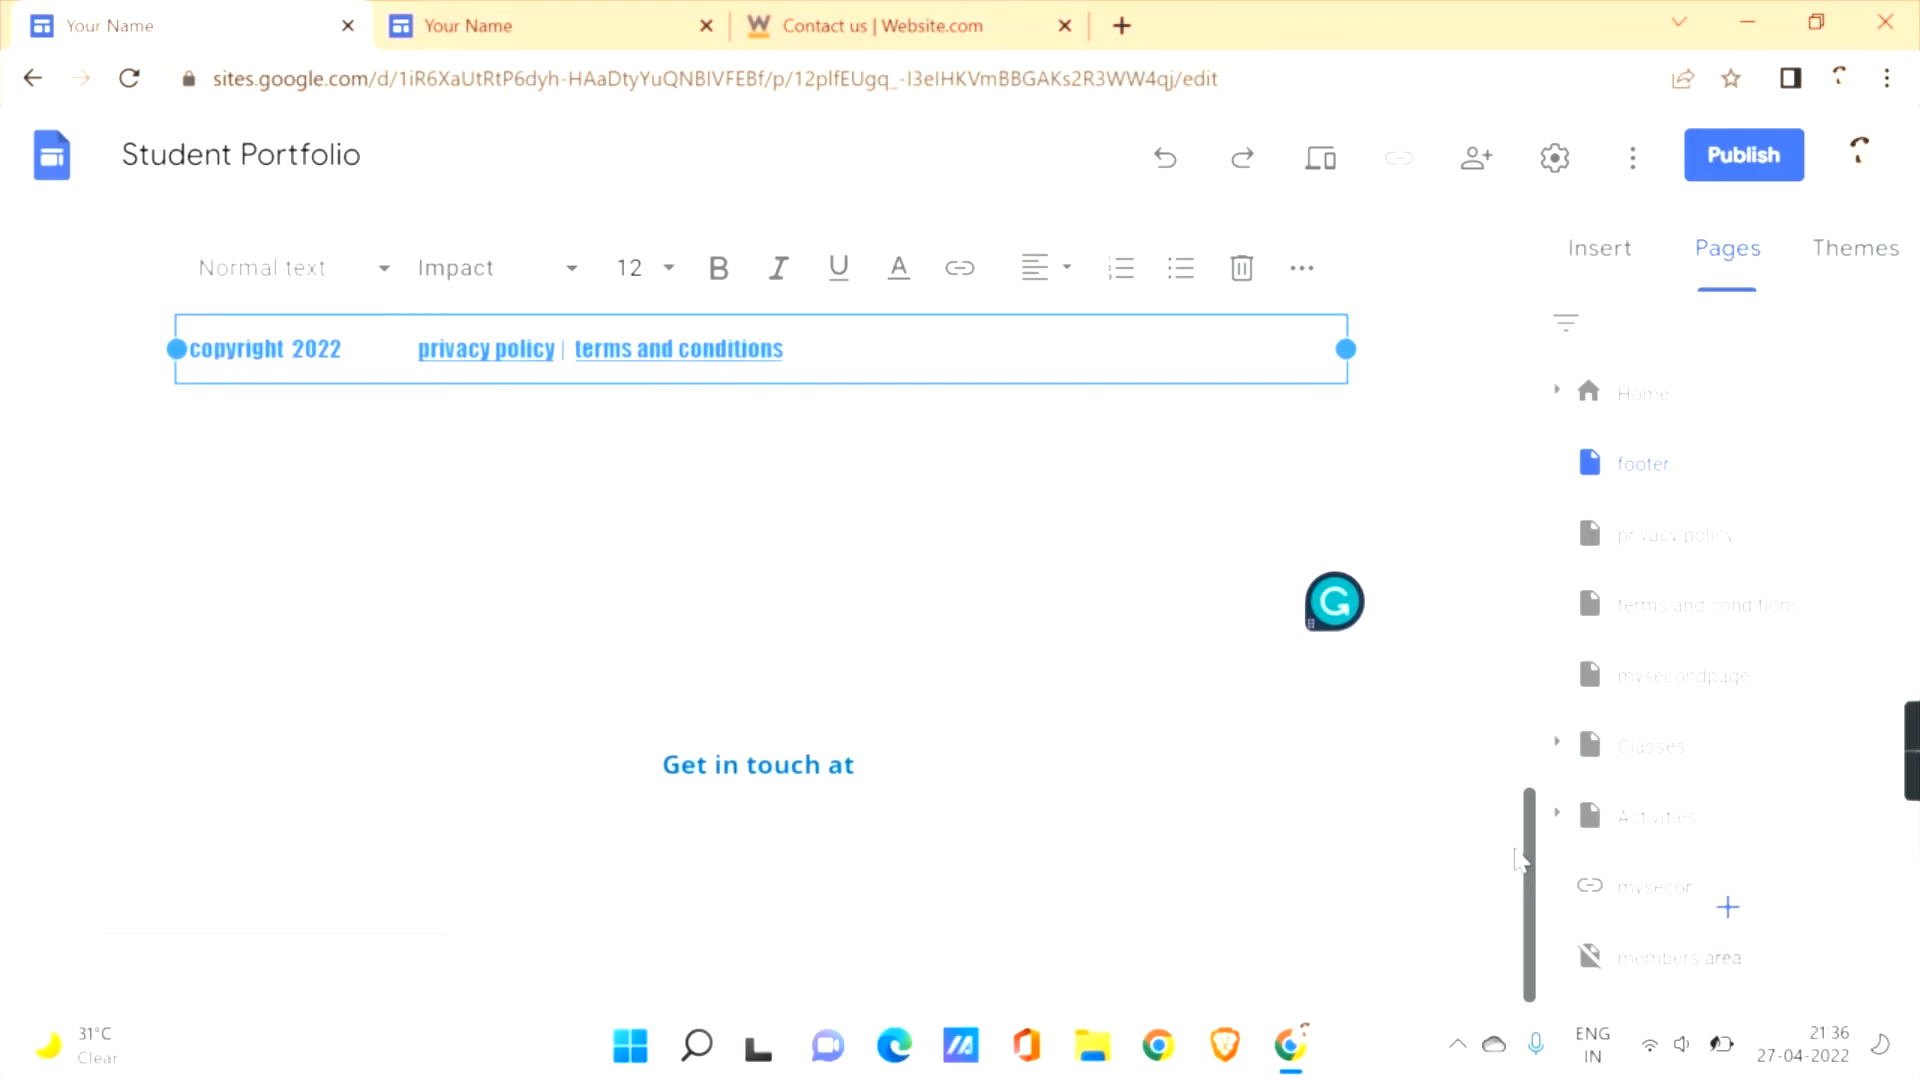 Your Name
Your Name
Contact us | Website.com
sites.google.com/d/1iR6XaUtRtP6dyh-HAaDtyYuQNBIVFEBf/p/12plfEUgq_-I3eIHKVmBBGAKs2R3WW4qj/edit
Student Portfolio
Publish
Insert Pages Themes
Normal text Impact 12
copyright 2022 privacy policy | terms and conditions
Home
footer
privacy policy
terms and conditions
mysecondpage
Get in touch at
Classes
Activities
mysecor
members area
31°C
Clear
ENG
IN
21:36
27-04-2022